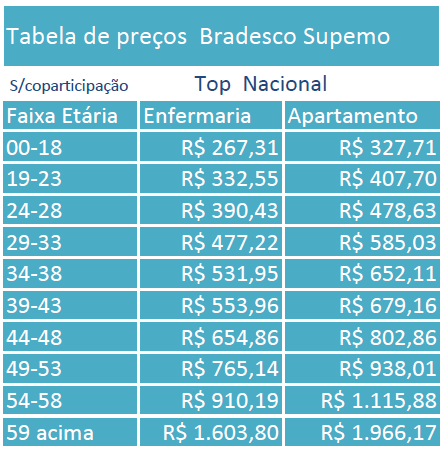 Tabela de preços Bradesco Supemo
S/coparticipação Top Nacional
Faixa Etária Enfermaria Apartamento
00-18 R$ 267,31 R$ 327,71
19-23 R$ 332,55 R$ 407,70
24-28 R$ 390,43 R$ 478,63
29-33 R$ 477,22 R$ 585,03
34-38 R$ 531,95 R$ 652,11
39-43 R$ 553,96 R$ 679,16
44-48 R$ 654,86 R$ 802,86
49-53 R$ 765,14 R$ 938,01
54-58 R$ 910,19 R$ 1.115,88
59 acima R$ 1.603,80 R$ 1.966,17